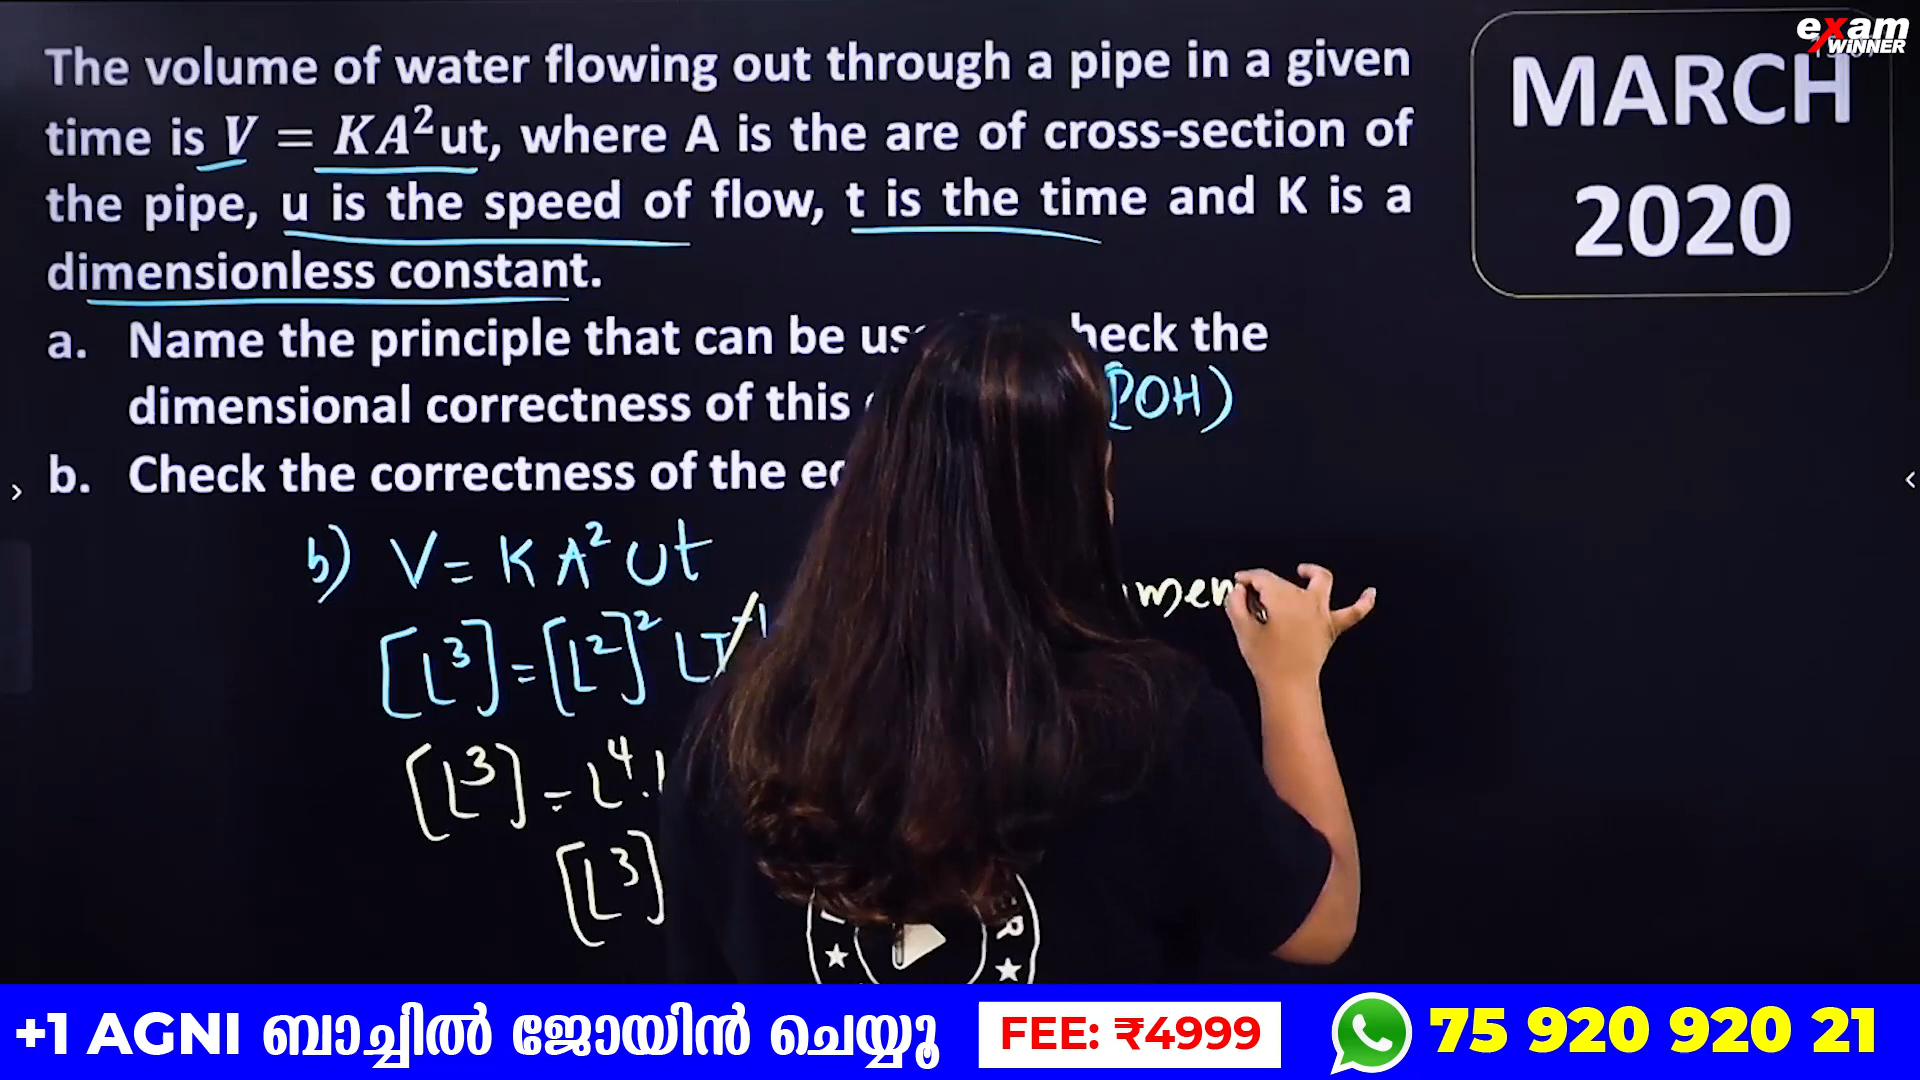 exam
WINNER
MARCH
2020
The volume of water flowing out through a pipe in a given
time is V = KA²ut, where A is the are of cross-section of
the pipe, u is the speed of flow, t is the time and K is a
dimensionless constant.
a. Name the principle that can be heck the
dimensional correctness of this POH)
b. Check the correctness of the
b) V = K A² U t
[L³] = [L²]² LT⁻¹
[L³] = L⁴.
[L³]
+1 AGNI ബാച്ചിൽ ജോയിൻ ചെയ്യൂ
FEE: ₹4999
75 920 920 21